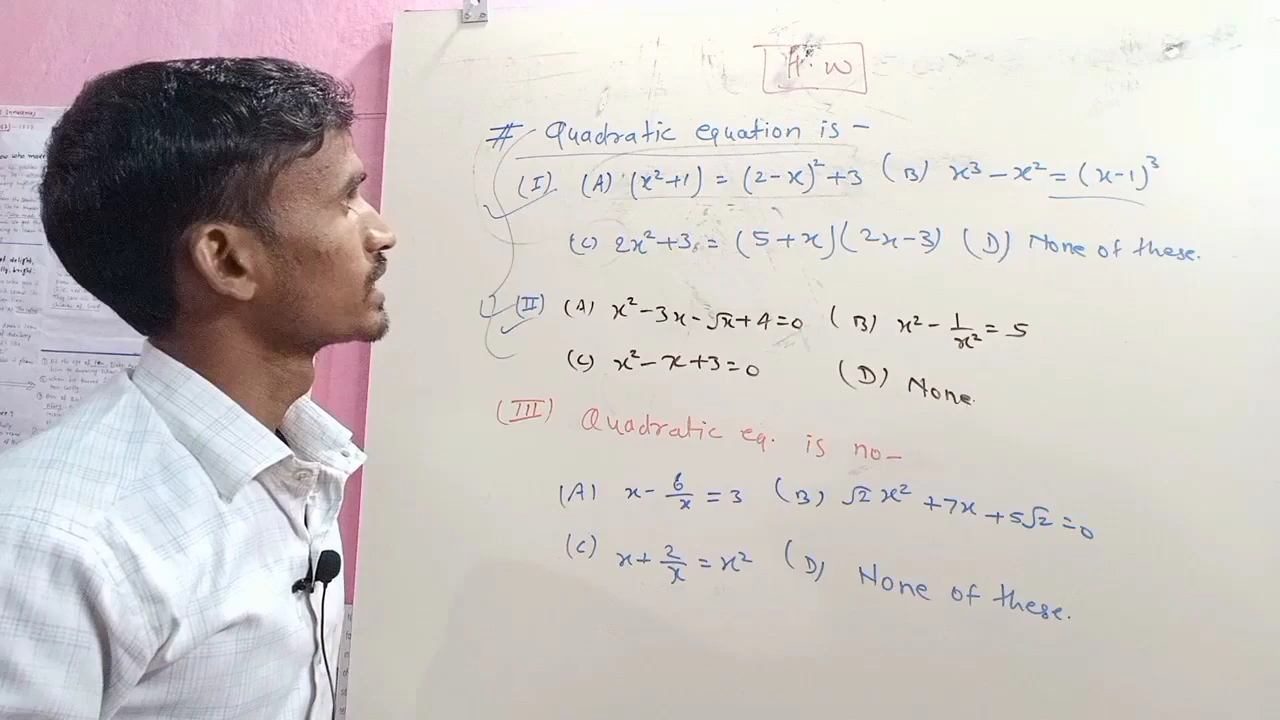 H.W
# Quadratic equation is -
(I) (A) (x²+1) = (2-x)²+3 (B) x³-x² = (x-1)³
(C) 2x²+3 = (5+x)(2x-3) (D) None of these.
(II) (A) x²-3x-√x+4=0 (B) x² - 1/x² = 5
(C) x²-x+3=0 (D) None.
(III) Quadratic eq. is no-
(A) x - 6/x = 3 (B) √2x²+7x+5√2=0
(C) x + 2/x = x² (D) None of these.